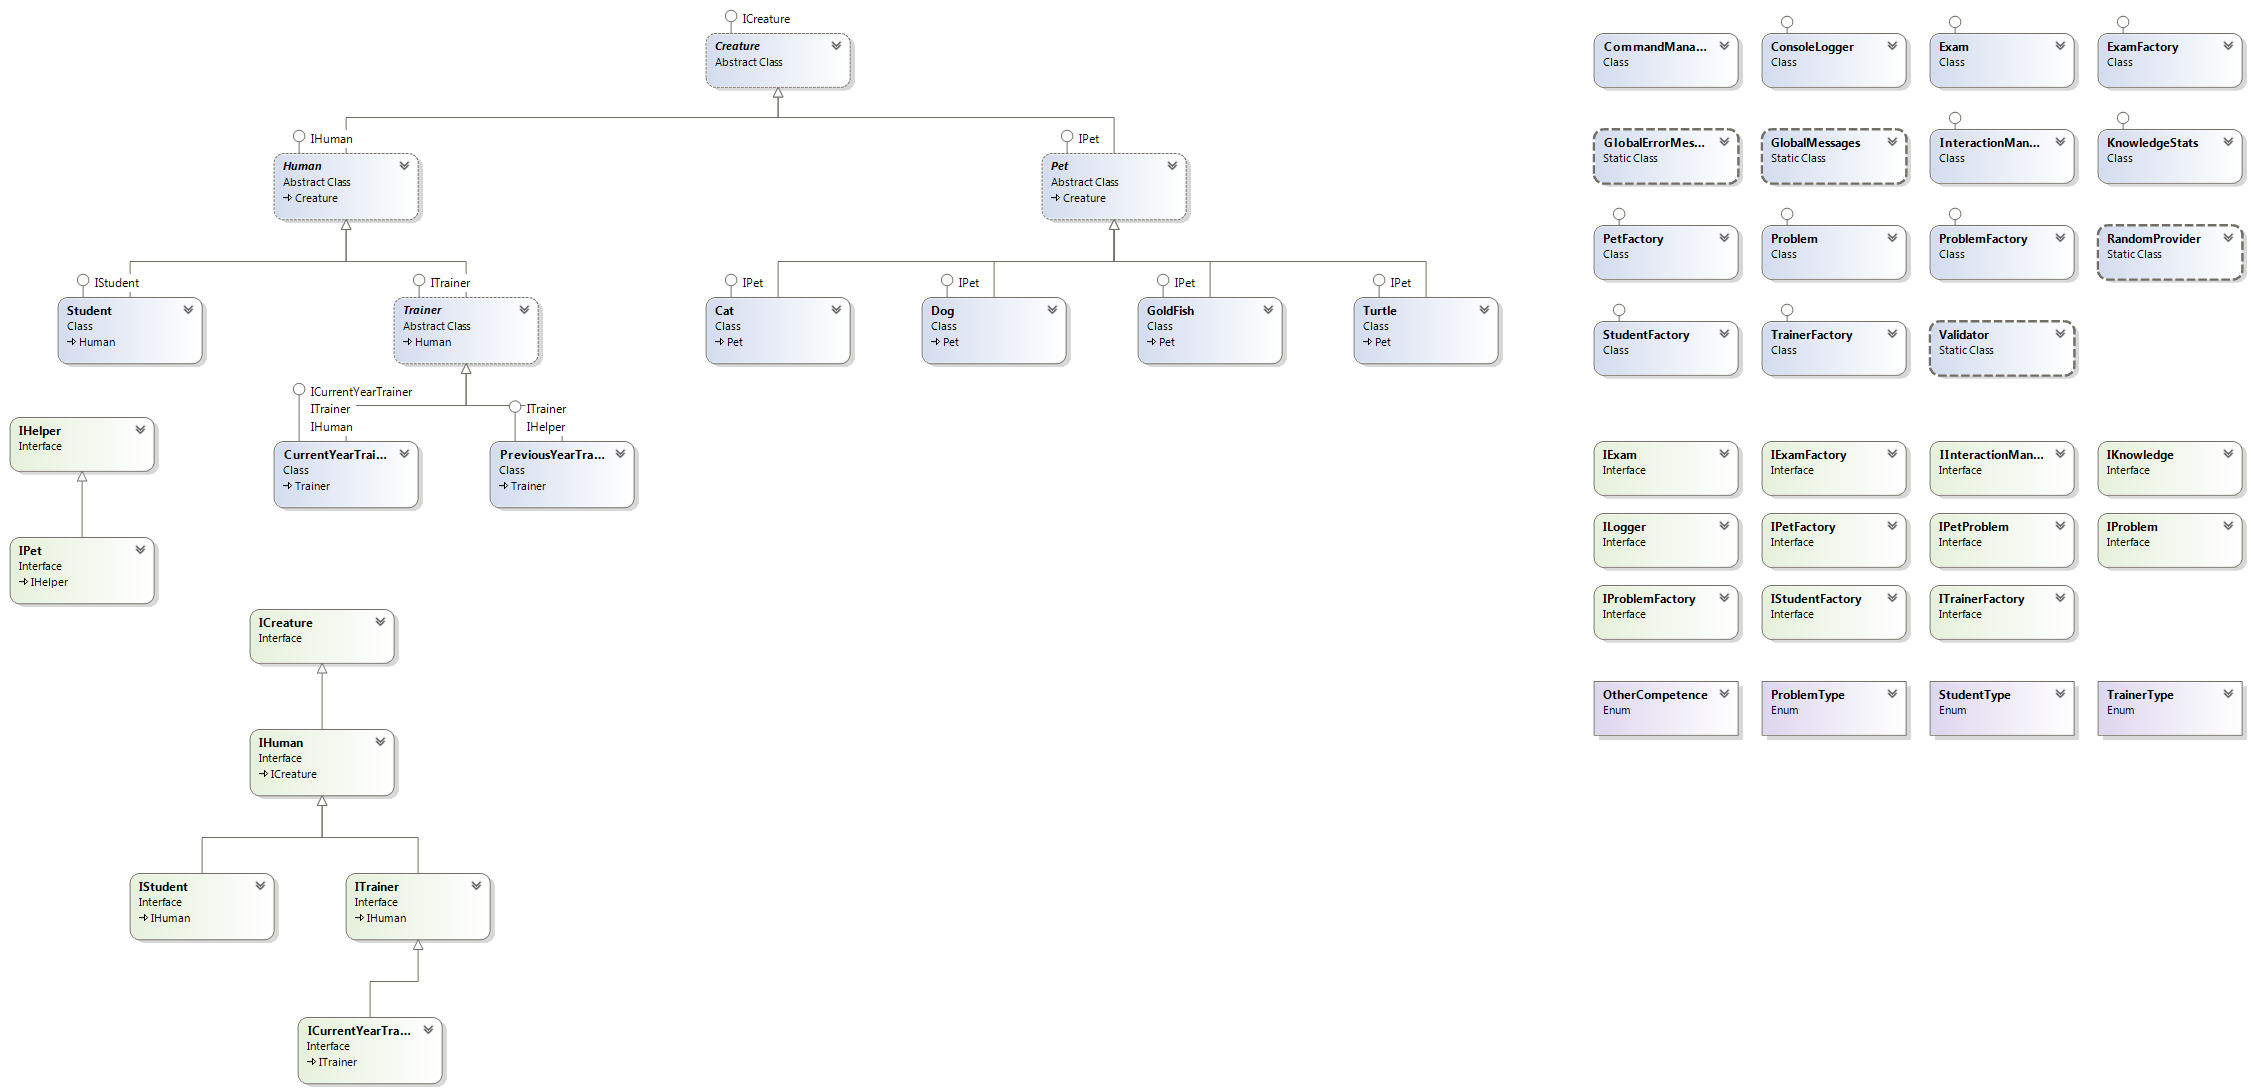 ICreature
Creature
Abstract Class
IHuman
Human
Abstract Class
Creature
IPet
Pet
Abstract Class
Creature
IStudent
Student
Class
Human
ITrainer
Trainer
Abstract Class
Human
IPet
Cat
Class
Pet
IPet
Dog
Class
Pet
IPet
GoldFish
Class
Pet
IPet
Turtle
Class
Pet
ICurrentYearTrainer
ITrainer
IHuman
CurrentYearTrai...
Class
Trainer
ITrainer
IHelper
PreviousYearTra...
Class
Trainer
IHelper
Interface
IPet
Interface
IHelper
ICreature
Interface
IHuman
Interface
ICreature
IStudent
Interface
IHuman
ITrainer
Interface
IHuman
ICurrentYearTra...
Interface
ITrainer
CommandMana...
Class
ConsoleLogger
Class
Exam
Class
ExamFactory
Class
GlobalErrorMes...
Static Class
GlobalMessages
Static Class
InteractionMan...
Class
KnowledgeStats
Class
PetFactory
Class
Problem
Class
ProblemFactory
Class
RandomProvider
Static Class
StudentFactory
Class
TrainerFactory
Class
Validator
Static Class
IExam
Interface
IExamFactory
Interface
IInteractionMan...
Interface
IKnowledge
Interface
ILogger
Interface
IPetFactory
Interface
IPetProblem
Interface
IProblem
Interface
IProblemFactory
Interface
IStudentFactory
Interface
ITrainerFactory
Interface
OtherCompetence
Enum
ProblemType
Enum
StudentType
Enum
TrainerType
Enum